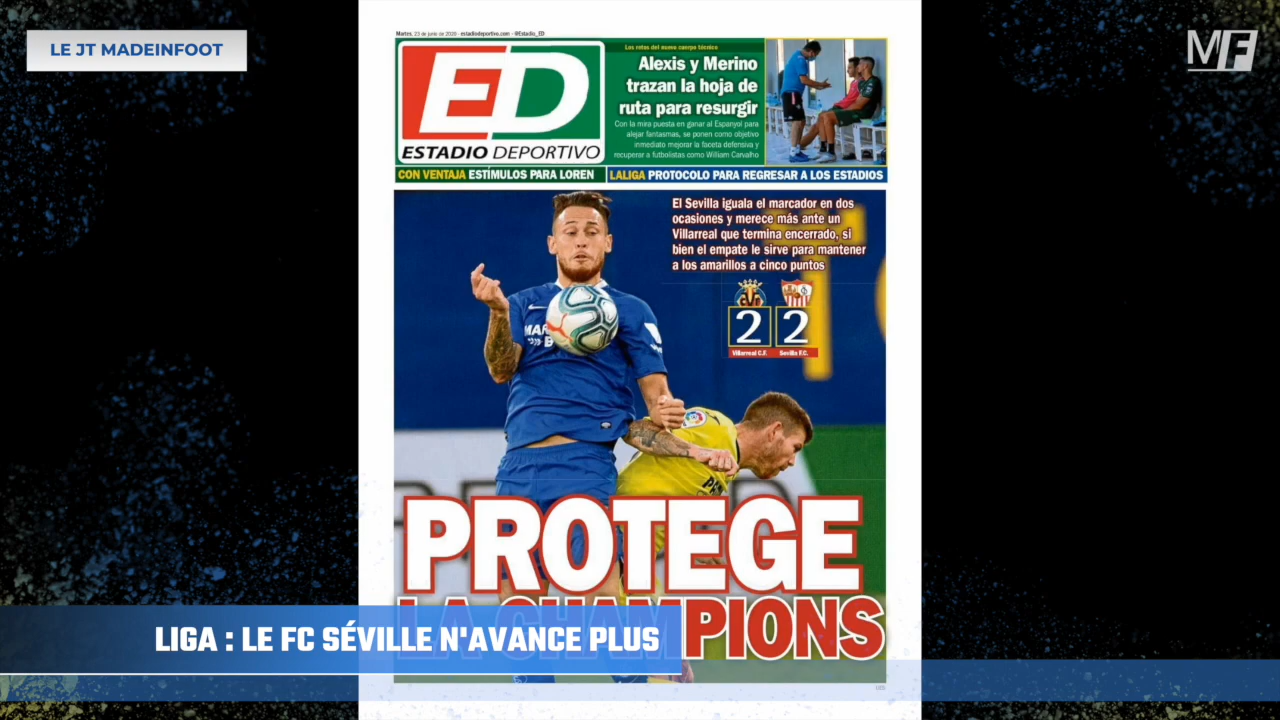 LE JT MADEINFOOT
MF
Martes, 23 de junio de 2020 - estadiodeportivo.com - @Estadio_ED
ED
ESTADIO DEPORTIVO
Los retos del nuevo cuerpo técnico
Alexis y Merino
trazan la hoja de
ruta para resurgir
Con la mira puesta en ganar al Espanyol para
alejar fantasmas, se ponen como objetivo
inmediato mejorar la faceta defensiva y
recuperar a futbolistas como William Carvalho
CON VENTAJA ESTÍMULOS PARA LOREN
LALIGA PROTOCOLO PARA REGRESAR A LOS ESTADIOS
El Sevilla iguala el marcador en dos
ocasiones y merece más ante un
Villarreal que termina encerrado, si
bien el empate le sirve para mantener
a los amarillos a cinco puntos
2 2
Villarreal C.F. Sevilla F.C.
PROTEGE
LA CHAMPIONS
LIGA : LE FC SÉVILLE N'AVANCE PLUS